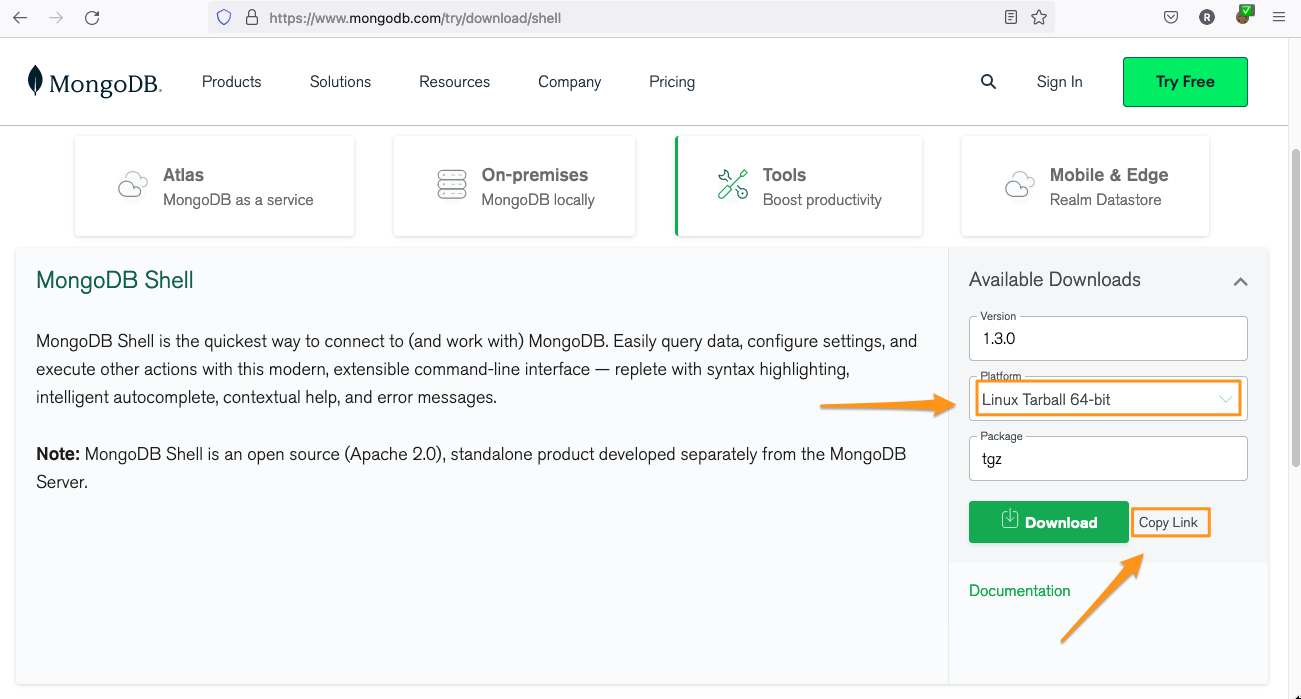 https://www.mongodb.com/try/download/shell
R
MongoDB.
Products
Solutions
Resources
Company
Pricing
Sign In
Try Free
Atlas
MongoDB as a service
On-premises
MongoDB locally
Tools
Boost productivity
Mobile & Edge
Realm Datastore
MongoDB Shell
MongoDB Shell is the quickest way to connect to (and work with) MongoDB. Easily query data, configure settings, and
execute other actions with this modern, extensible command-line interface — replete with syntax highlighting,
intelligent autocomplete, contextual help, and error messages.
Note: MongoDB Shell is an open source (Apache 2.0), standalone product developed separately from the MongoDB
Server.
Available Downloads
Version
1.3.0
Platform
Linux Tarball 64-bit
Package
tgz
Download
Copy Link
Documentation